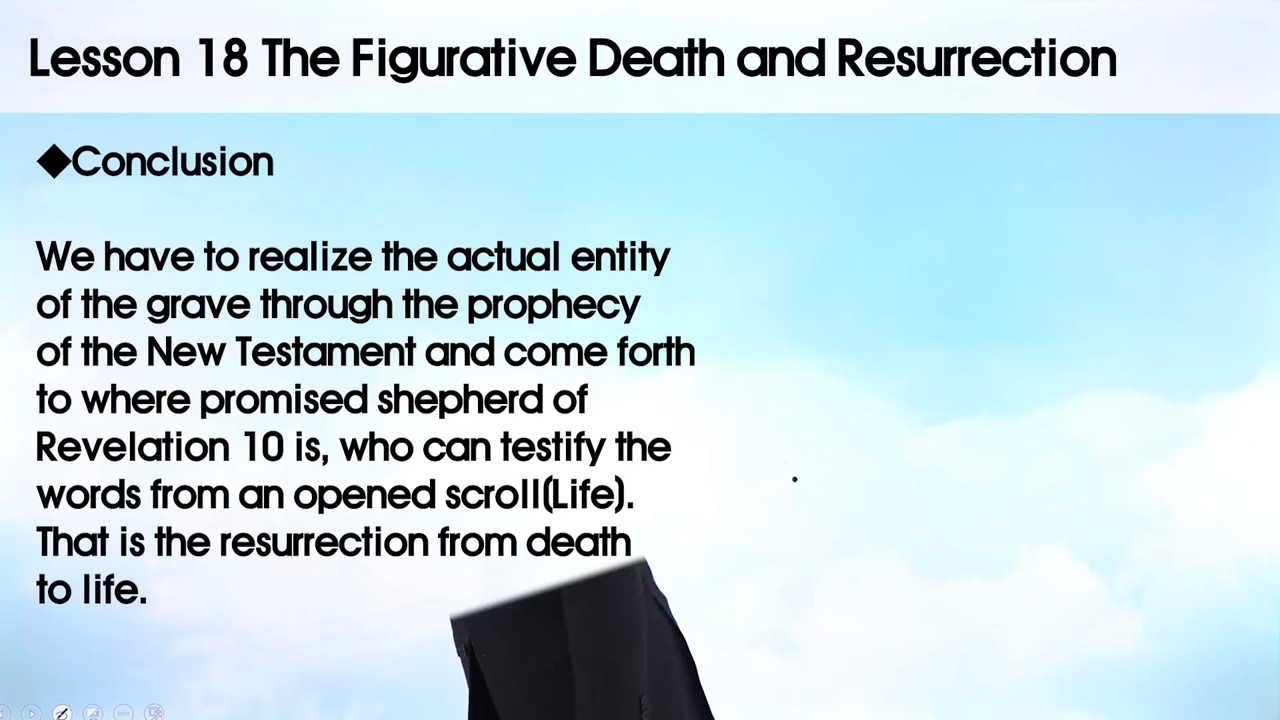 Lesson 18 The Figurative Death and Resurrection
◆Conclusion
We have to realize the actual entity
of the grave through the prophecy
of the New Testament and come forth
to where promised shepherd of
Revelation 10 is, who can testify the
words from an opened scroll(Life).
That is the resurrection from death
to life.